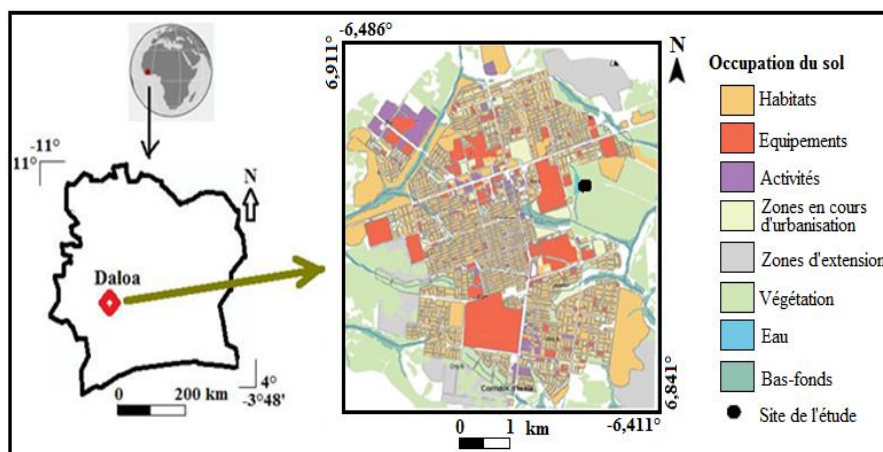 -11°
11°
N
Daloa
0 200 km
4°
-3°48'
-6,486°
6,911°
N
6,841°
-6,411°
0 1
km
Occupation du sol
Habitats
Equipements
Activités
Zones en cours
d'urbanisation
Zones d'extension
Végétation
Eau
Bas-fonds
Site de l'étude